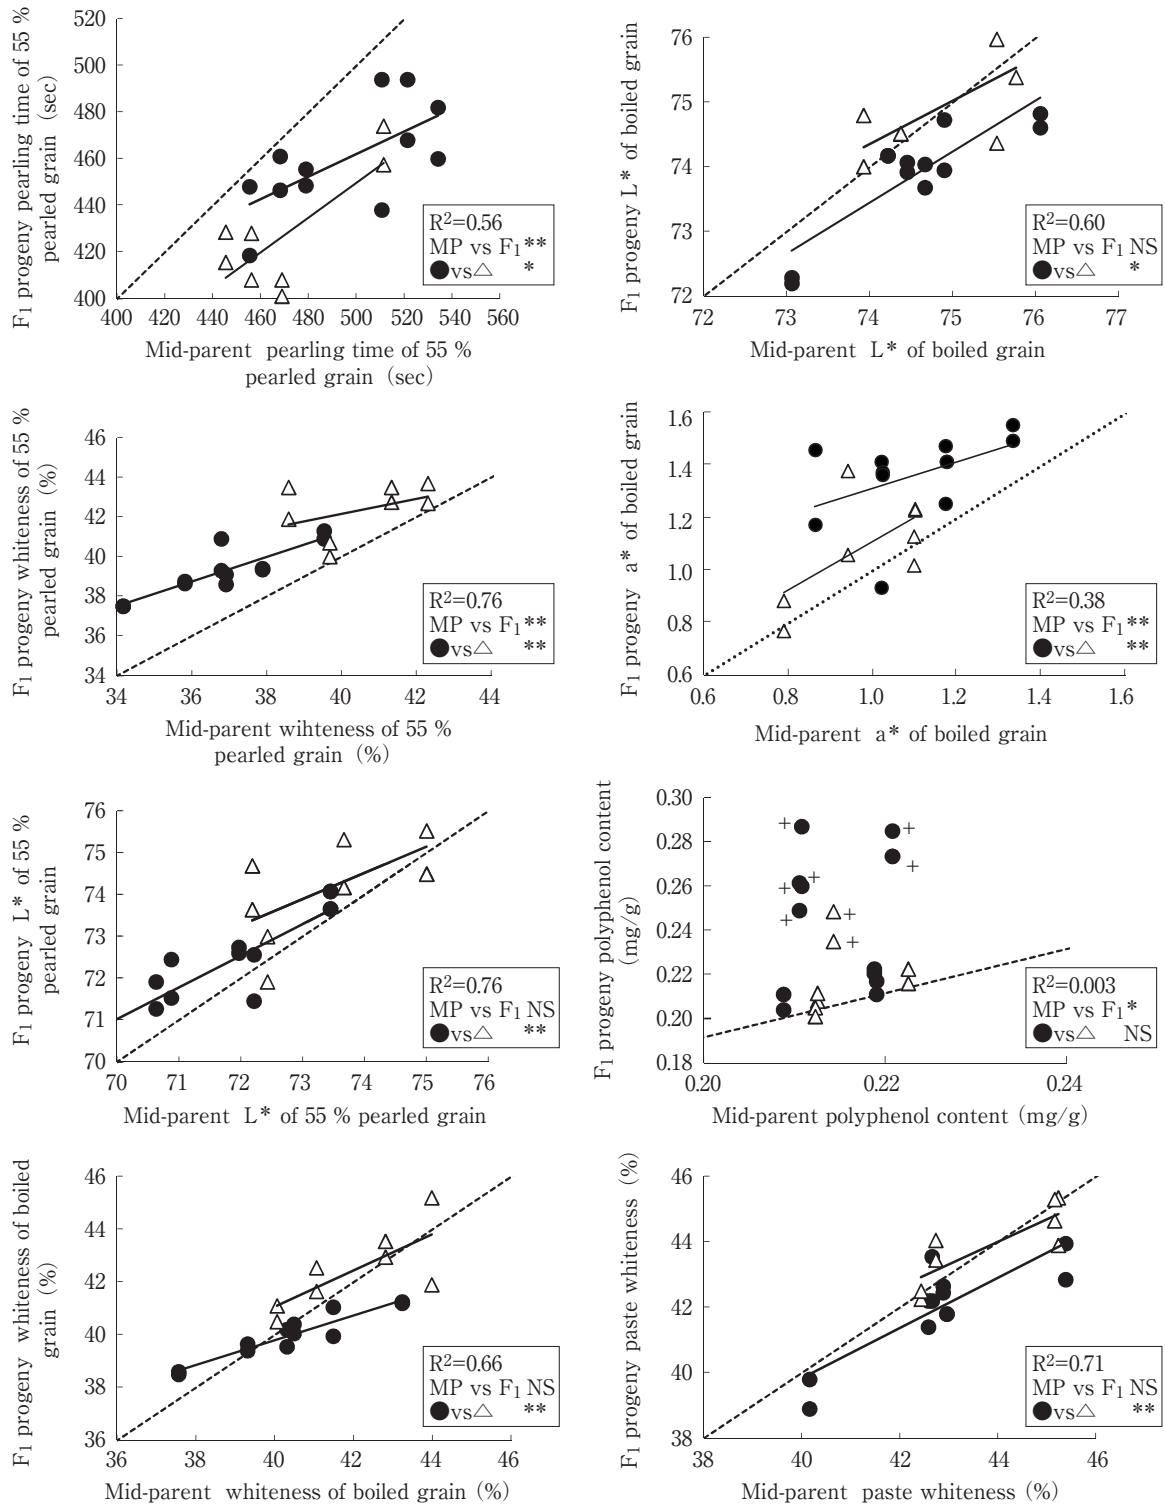 F1 progeny pearling time of 55 %
pearled grain (sec)
520
500
480
460
440
420
400
R2=0.56
MP vs F1 **
●vs△ *
400 420 440 460 480 500 520 540 560
Mid-parent pearling time of 55 %
pearled grain (sec)
F1 progeny L* of boiled grain
76
75
74
73
72
R2=0.60
MP vs F1 NS
●vs△ *
72 73 74 75 76 77
Mid-parent L* of boiled grain
F1 progeny whiteness of 55 %
pearled grain (%)
46
44
42
40
38
36
34
R2=0.76
MP vs F1 **
●vs△ **
34 36 38 40 42 44
Mid-parent wihteness of 55 %
pearled grain (%)
F1 progeny a* of boiled grain
1.6
1.4
1.2
1.0
0.8
0.6
R2=0.38
MP vs F1 **
●vs△ **
0.6 0.8 1.0 1.2 1.4 1.6
Mid-parent a* of boiled grain
F1 progeny L* of 55 %
pearled grain
76
75
74
73
72
71
70
R2=0.76
MP vs F1 NS
●vs△ **
70 71 72 73 74 75 76
Mid-parent L* of 55 % pearled grain
F1 progeny polyphenol content
(mg/g)
0.30
0.28
0.26
0.24
0.22
0.20
0.18
R2=0.003
MP vs F1 *
●vs△ NS
0.20 0.22 0.24
Mid-parent polyphenol content (mg/g)
F1 progeny whiteness of boiled
grain (%)
46
44
42
40
38
36
R2=0.66
MP vs F1 NS
●vs△ **
36 38 40 42 44 46
Mid-parent whiteness of boiled grain (%)
F1 progeny paste whiteness (%)
46
44
42
40
38
R2=0.71
MP vs F1 NS
●vs△ **
38 40 42 44 46
Mid-parent paste whiteness (%)